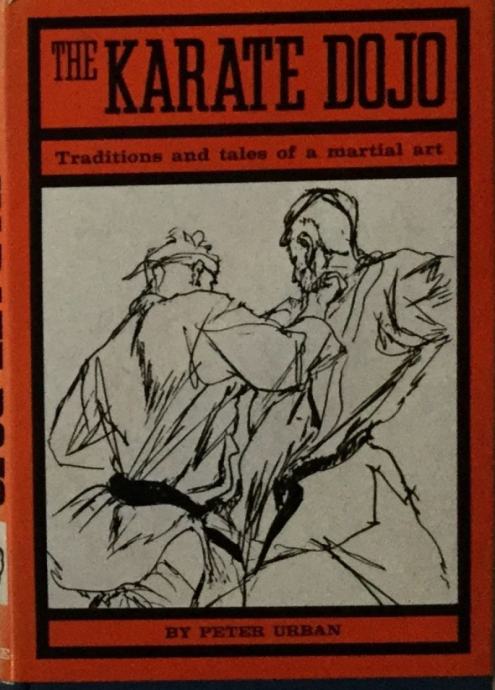 THE KARATE DOJO
Traditions and tales of a martial art
BY PETER URBAN